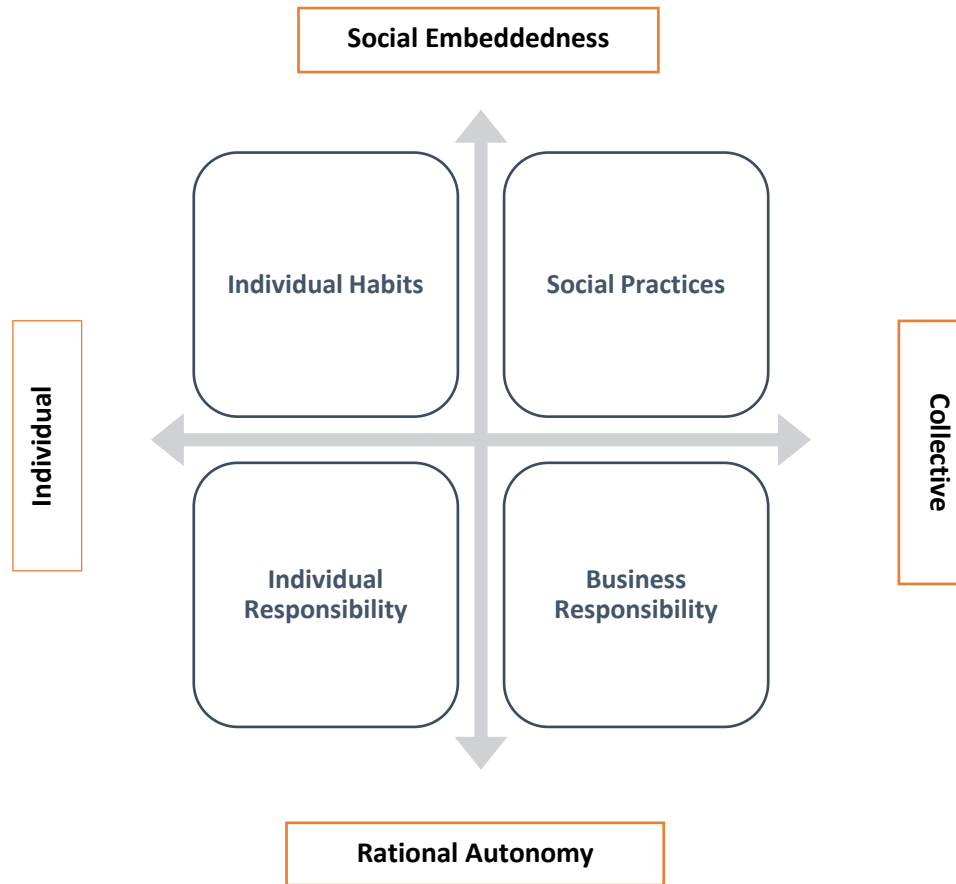 Social Embeddedness
Individual Habits
Social Practices
Individual
Collective
Individual
Responsibility
Business
Responsibility
Rational Autonomy